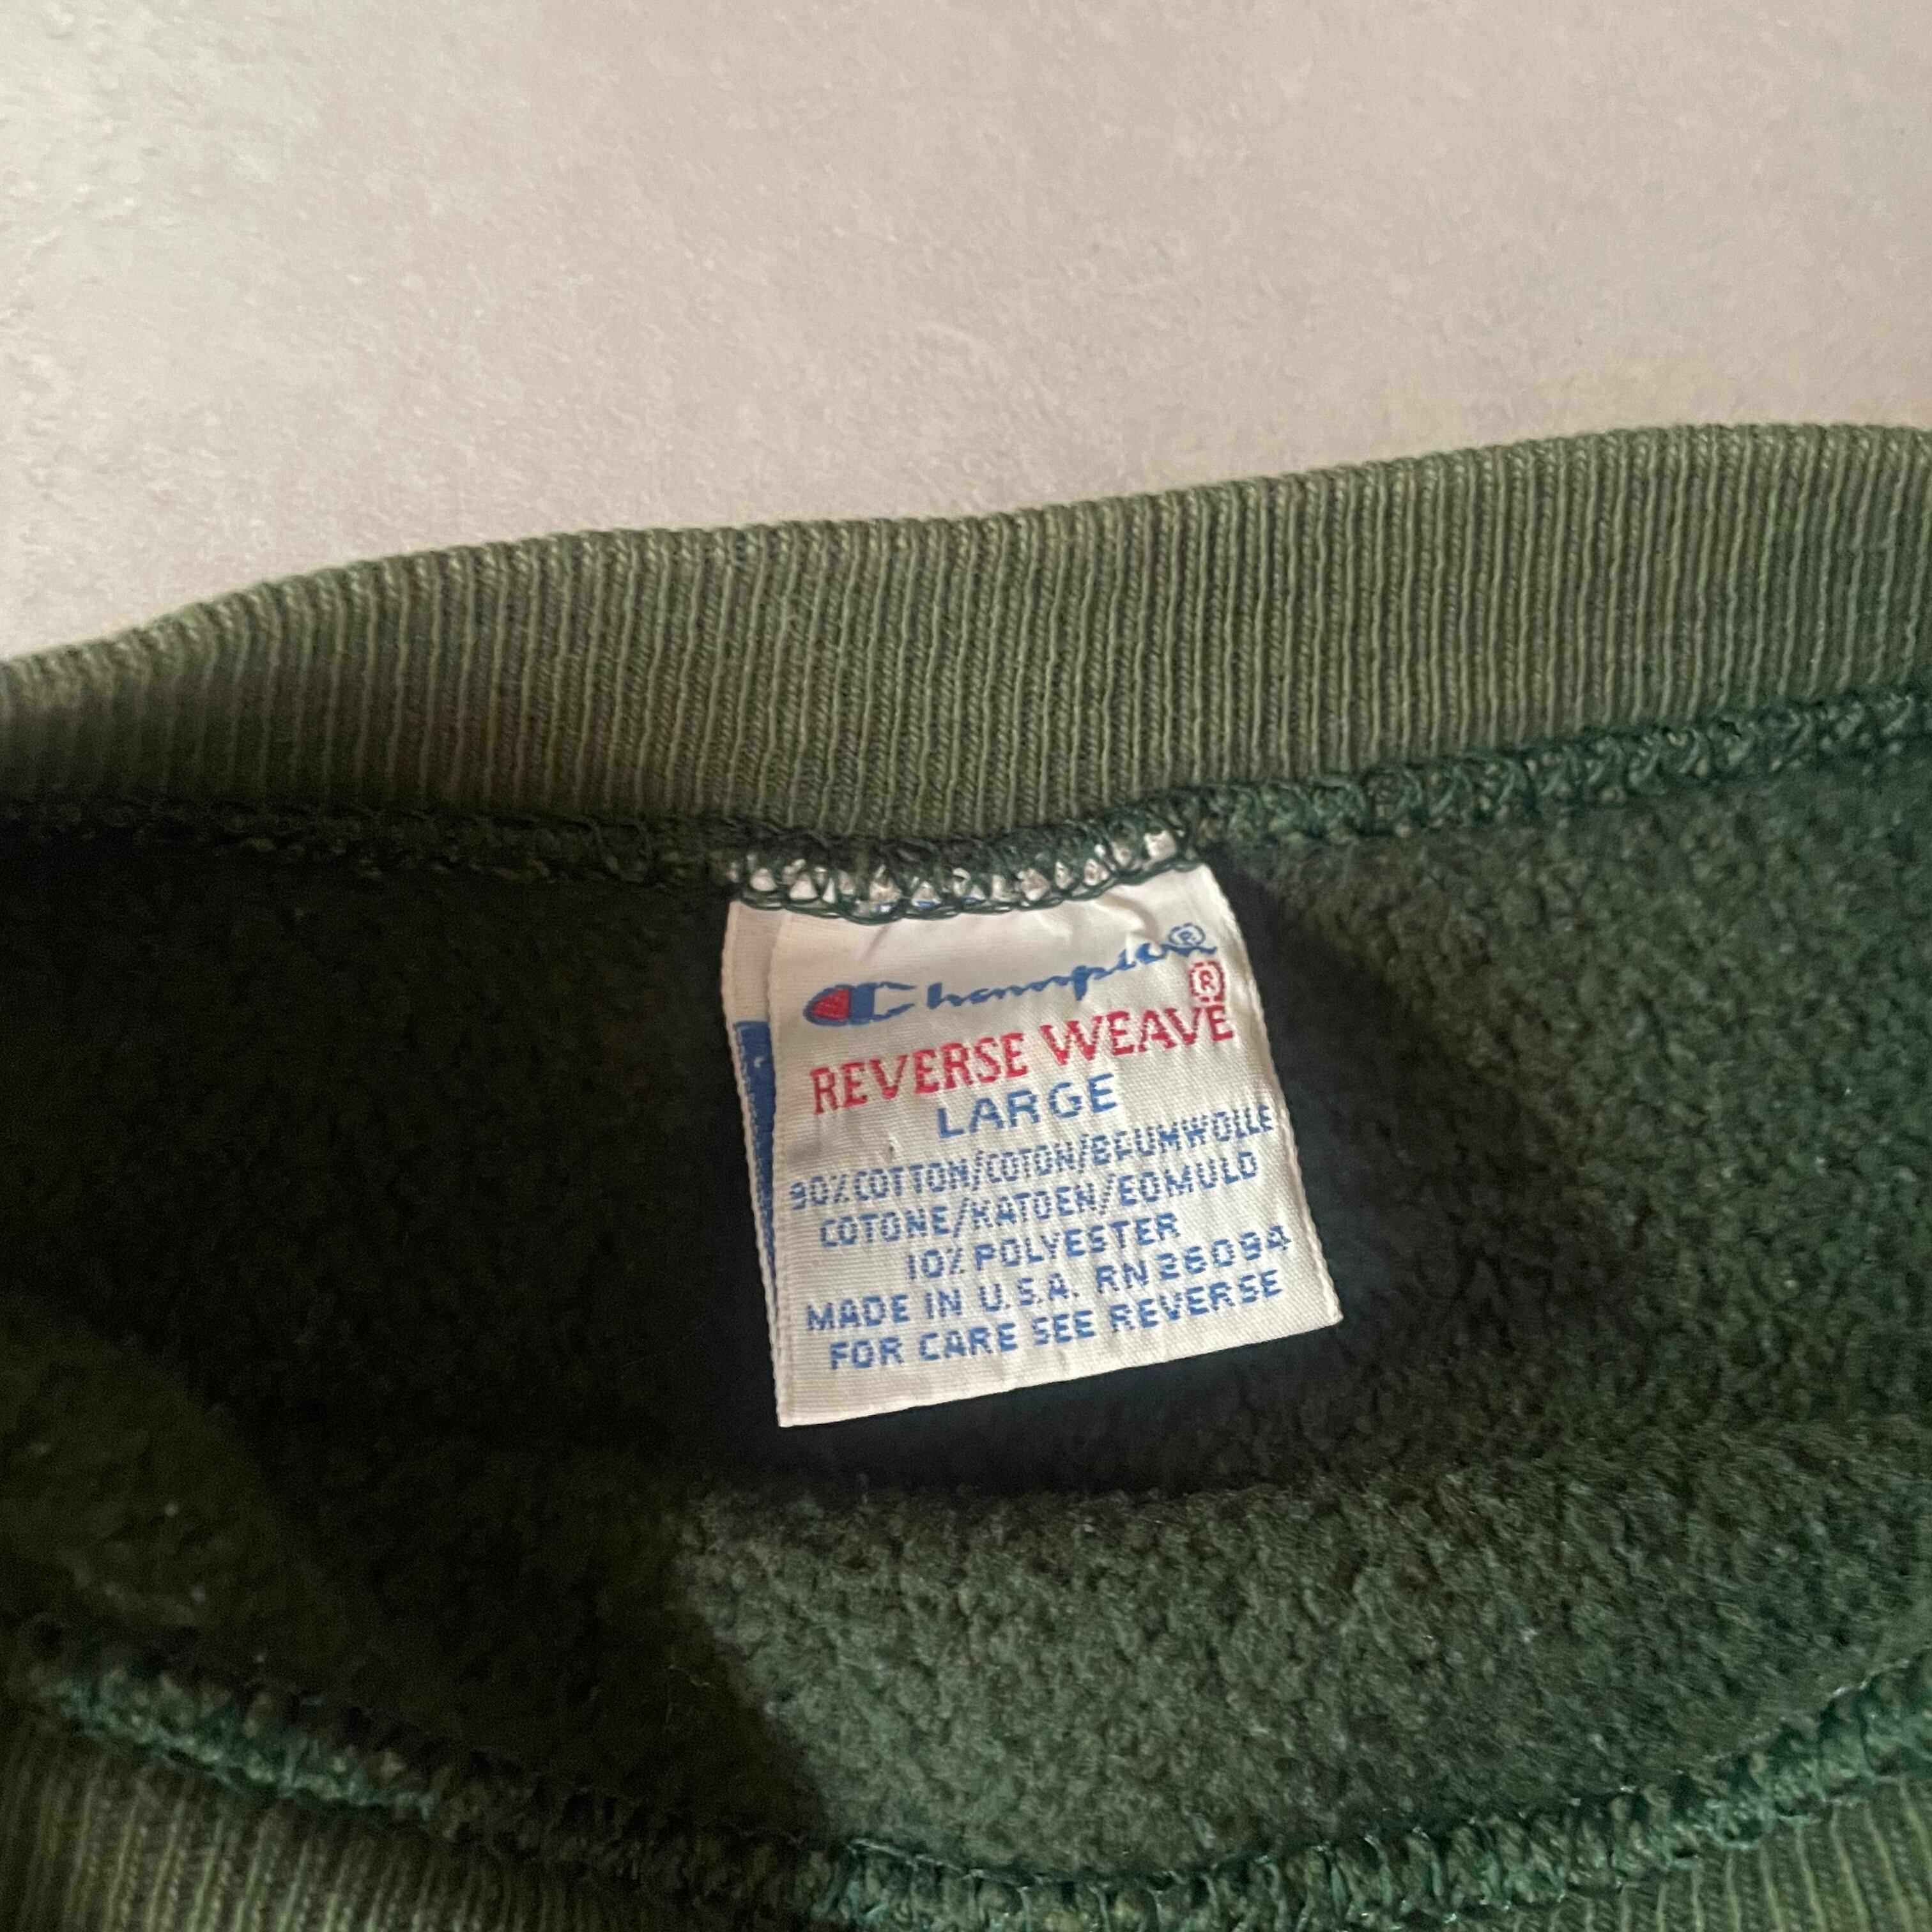 Champion®
REVERSE WEAVE®
LARGE
90% COTTON/COTON/BAUMWOLLE
COTONE/KATOEN/BOMULD
10% POLYESTER
MADE IN U.S.A. RN 26094
FOR CARE SEE REVERSE